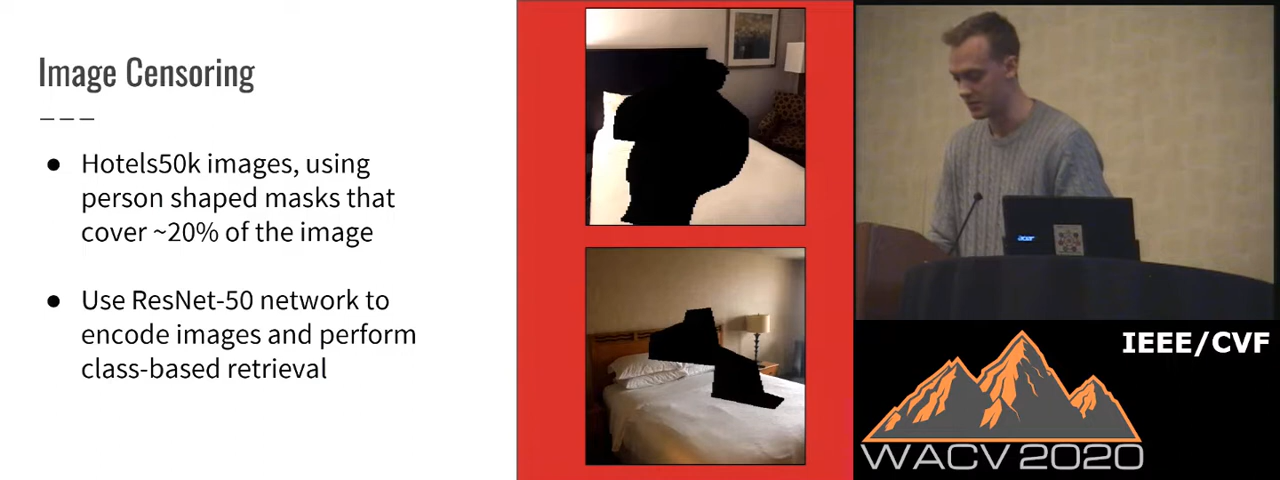 Image Censoring
● Hotels50k images, using
person shaped masks that
cover ~20% of the image
● Use ResNet-50 network to
encode images and perform
class-based retrieval
acer
IEEE/CVF
WACV 2020